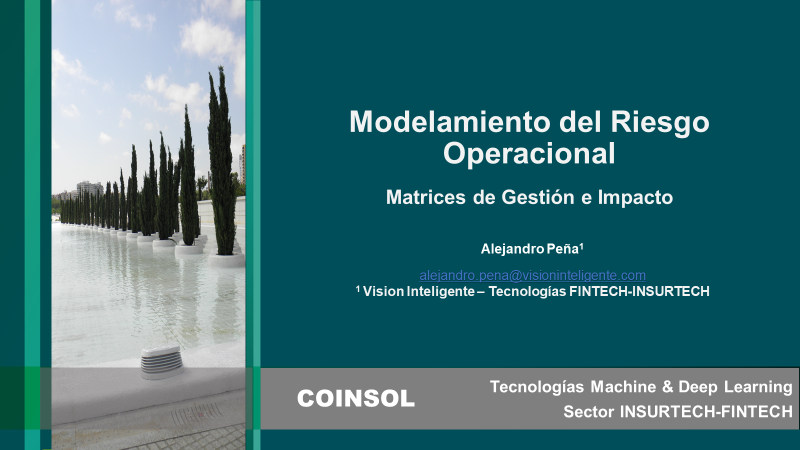 Modelamiento del Riesgo
Operacional
Matrices de Gestión e Impacto
Alejandro Peña¹
alejandro.pena@visioninteligente.com
¹ Vision Inteligente – Tecnologías FINTECH-INSURTECH
COINSOL
Tecnologías Machine & Deep Learning
Sector INSURTECH-FINTECH